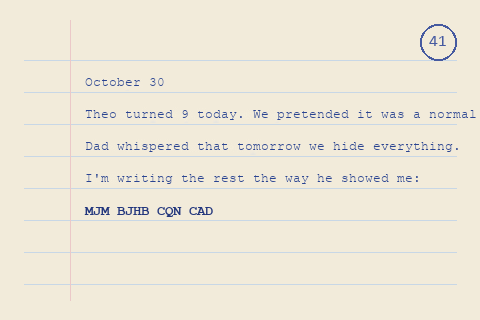 41
October 30
Theo turned 9 today. We pretended it was a normal
Dad whispered that tomorrow we hide everything.
I'm writing the rest the way he showed me:
MJM BJHB CQN CAD